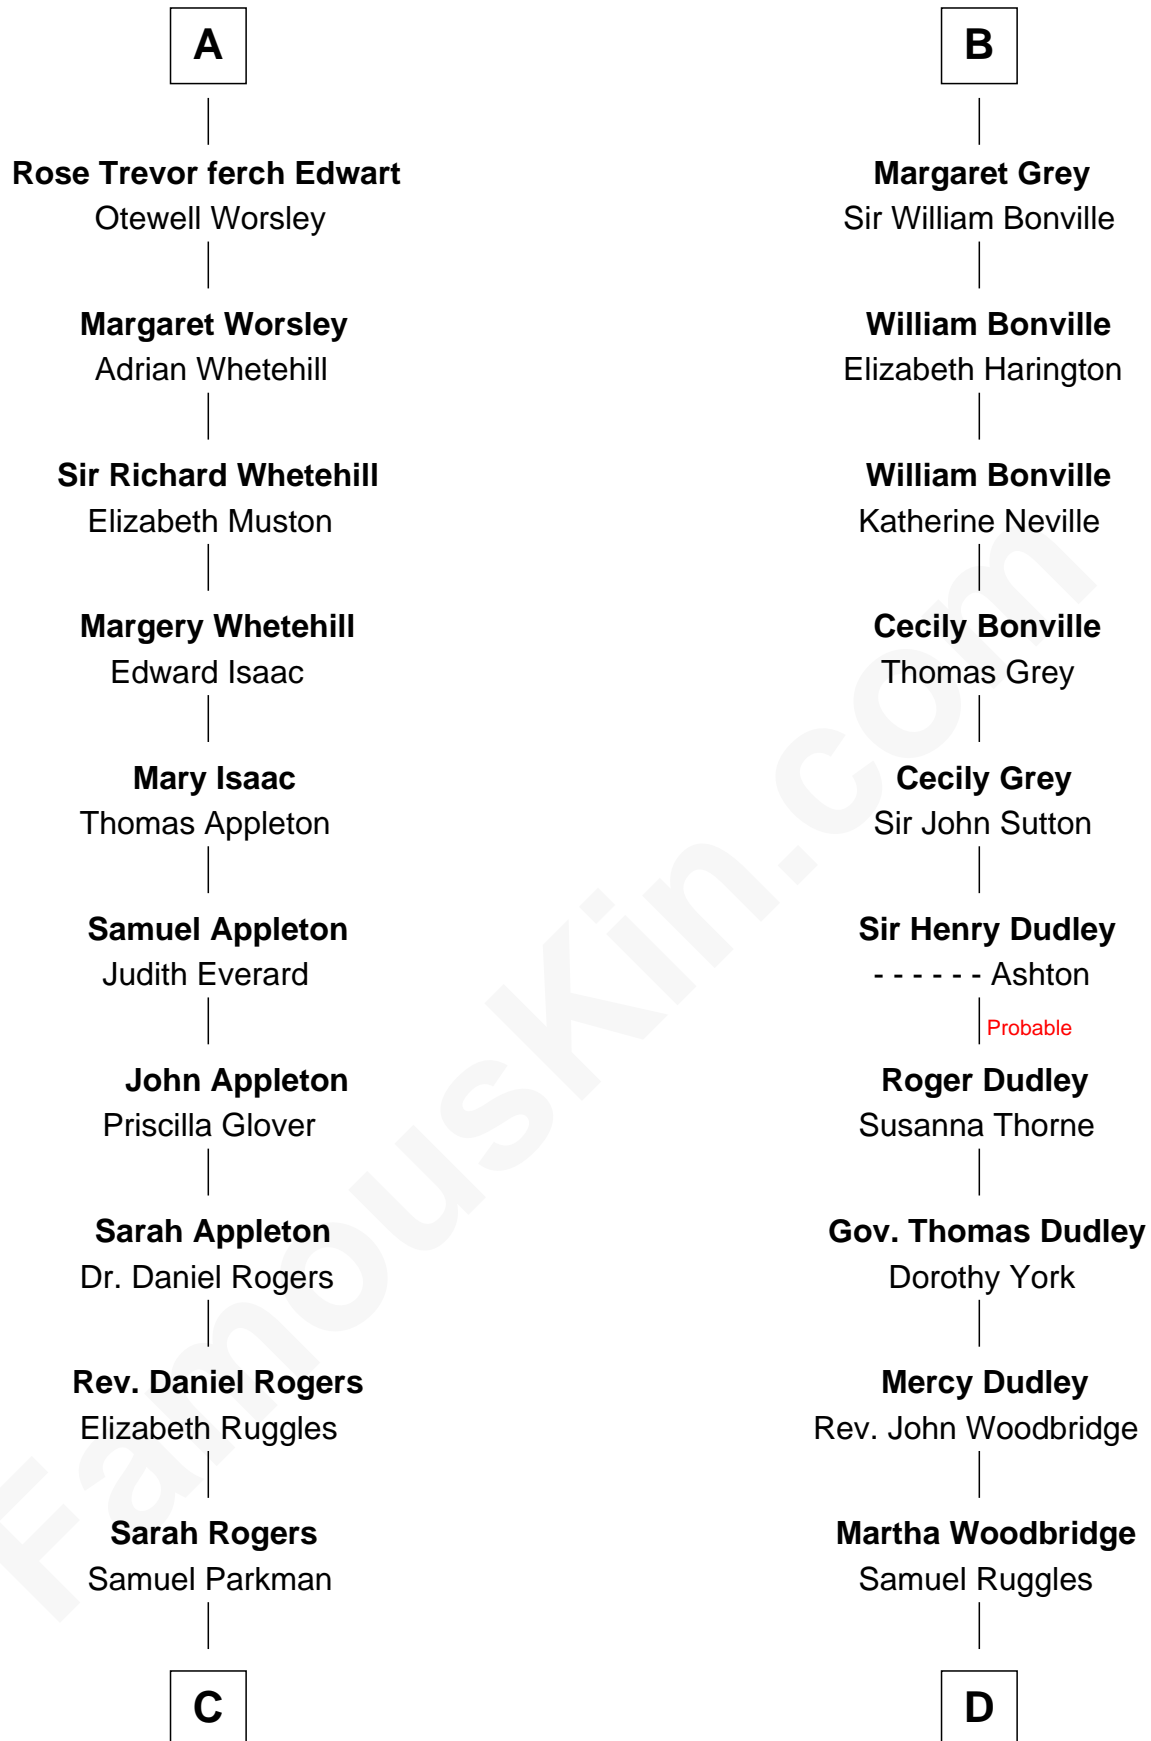 A
Rose Trevor ferch Edwart
Otewell Worsley
Margaret Worsley
Adrian Whetehill
Sir Richard Whetehill
Elizabeth Muston
Margery Whetehill
Edward Isaac
Mary Isaac
Thomas Appleton
Samuel Appleton
Judith Everard
John Appleton
Priscilla Glover
Sarah Appleton
Dr. Daniel Rogers
Rev. Daniel Rogers
Elizabeth Ruggles
Sarah Rogers
Samuel Parkman
C
B
Margaret Grey
Sir William Bonville
William Bonville
Elizabeth Harington
William Bonville
Katherine Neville
Cecily Bonville
Thomas Grey
Cecily Grey
Sir John Sutton
Sir Henry Dudley
- - - - - - Ashton
Probable
Roger Dudley
Susanna Thorne
Gov. Thomas Dudley
Dorothy York
Mercy Dudley
Rev. John Woodbridge
Martha Woodbridge
Samuel Ruggles
D
FamousKin.com